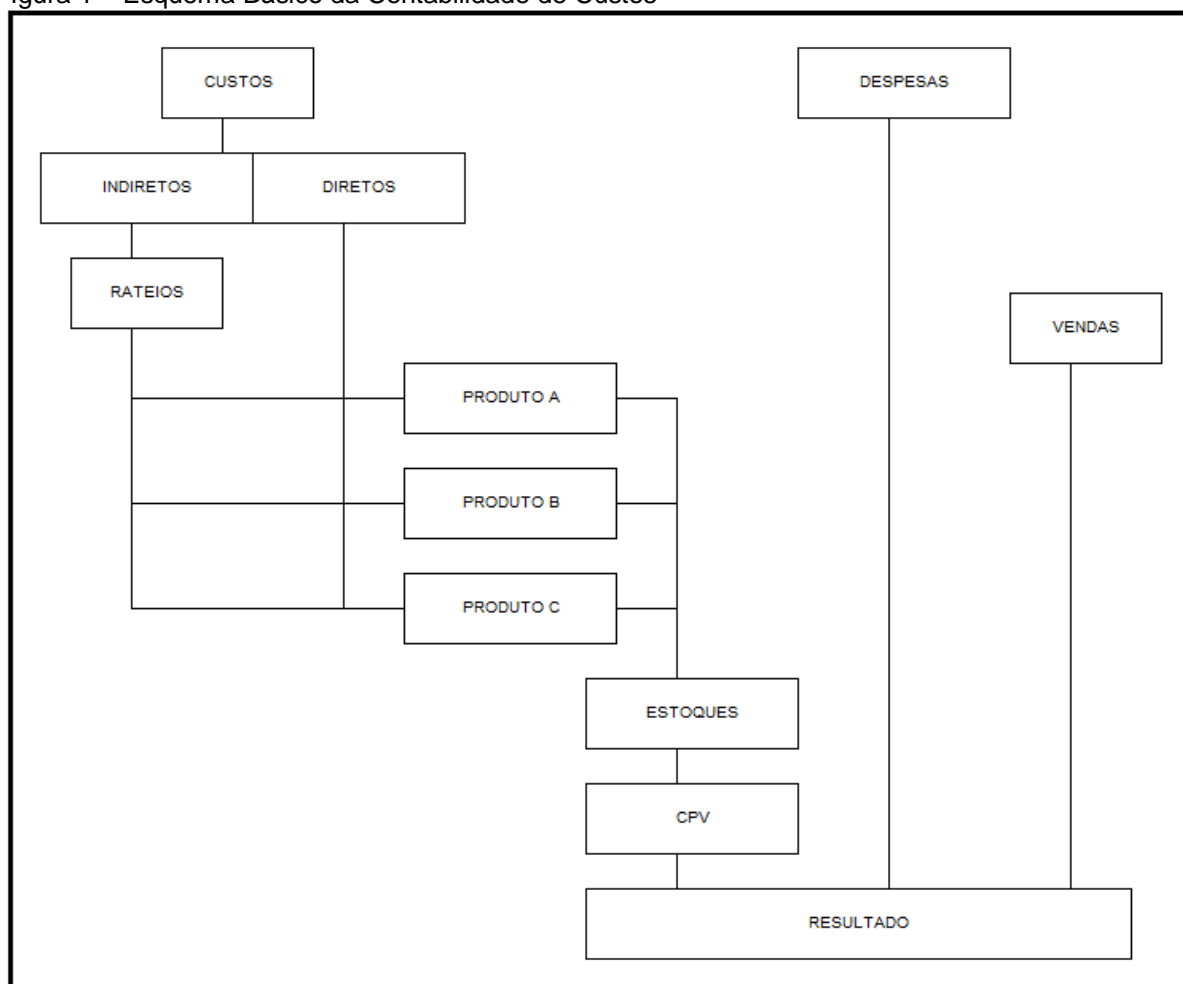 igura 1 – Esquema Básico da Contabilidade de Custos
CUSTOS
DESPESAS
INDIRETOS
DIRETOS
RATEIOS
VENDAS
PRODUTO A
PRODUTO B
PRODUTO C
ESTOQUES
CPV
RESULTADO